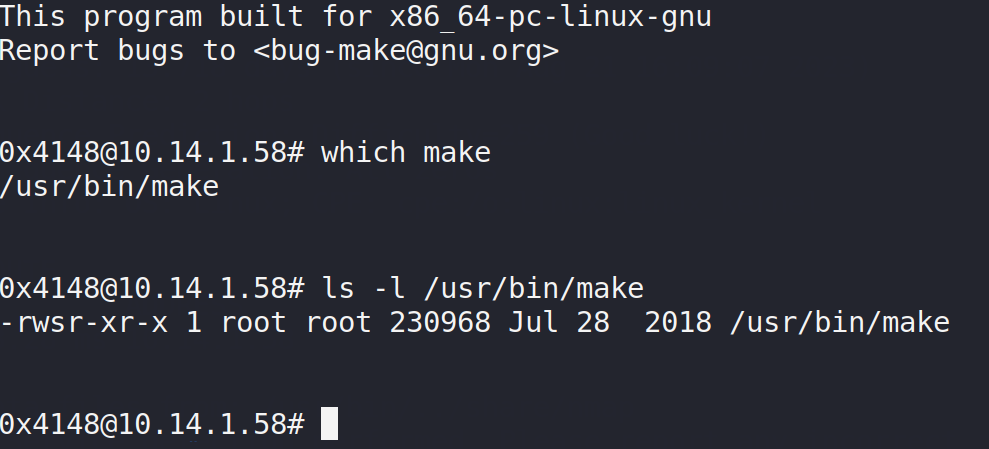 This program built for x86_64-pc-linux-gnu
Report bugs to <bug-make@gnu.org>
0x4148@10.14.1.58# which make
/usr/bin/make
0x4148@10.14.1.58# ls -l /usr/bin/make
-rwsr-xr-x 1 root root 230968 Jul 28  2018 /usr/bin/make
0x4148@10.14.1.58#